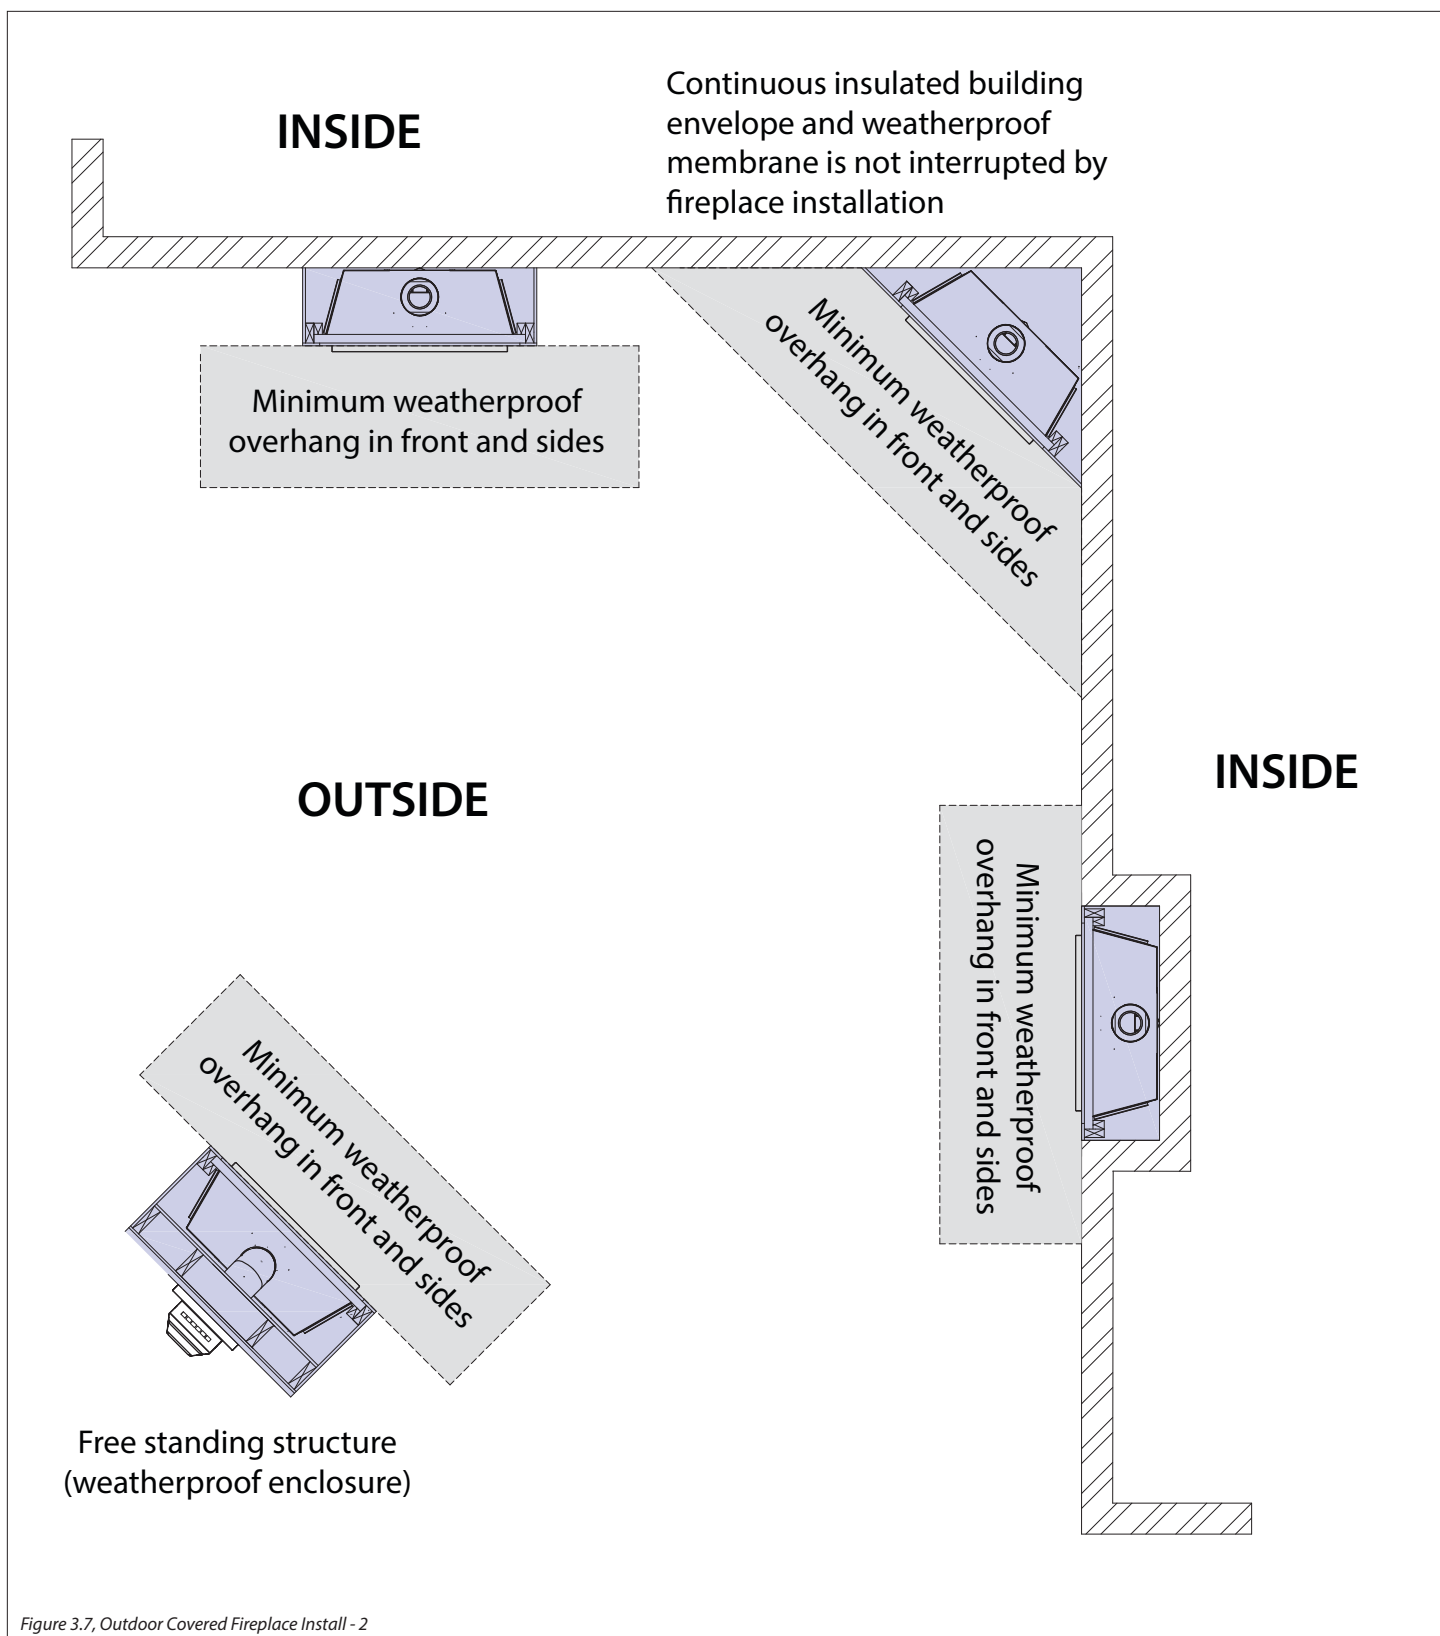 INSIDE
Continuous insulated building
envelope and weatherproof
membrane is not interrupted by
fireplace installation
Minimum weatherproof
overhang in front and sides
Minimum weatherproof
overhang in front and sides
OUTSIDE
INSIDE
Minimum weatherproof
overhang in front and sides
Minimum weatherproof
overhang in front and sides
Free standing structure
(weatherproof enclosure)
Figure 3.7, Outdoor Covered Fireplace Install - 2